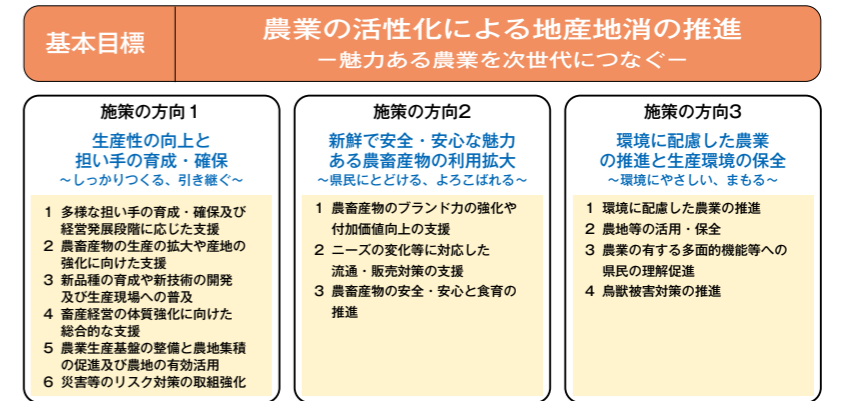 基本目標
農業の活性化による地産地消の推進
－魅力ある農業を次世代につなぐ－
施策の方向1
生産性の向上と
担い手の育成・確保
～しっかりつくる、引き継ぐ～
1 多様な担い手の育成・確保及び
経営発展段階に応じた支援
2 農畜産物の生産の拡大や産地の
強化に向けた支援
3 新品種の育成や新技術の開発
及び生産現場への普及
4 畜産経営の体質強化に向けた
総合的な支援
5 農業生産基盤の整備と農地集積
の促進及び農地の有効活用
6 災害等のリスク対策の取組強化
施策の方向2
新鮮で安全・安心な魅力
ある農畜産物の利用拡大
～県民にとどける、よろこばれる～
1 農畜産物のブランド力の強化や
付加価値向上の支援
2 ニーズの変化等に対応した
流通・販売対策の支援
3 農畜産物の安全・安心と食育の
推進
施策の方向3
環境に配慮した農業
の推進と生産環境の保全
～環境にやさしい、まもる～
1 環境に配慮した農業の推進
2 農地等の活用・保全
3 農業の有する多面的機能等への
県民の理解促進
4 鳥獣被害対策の推進